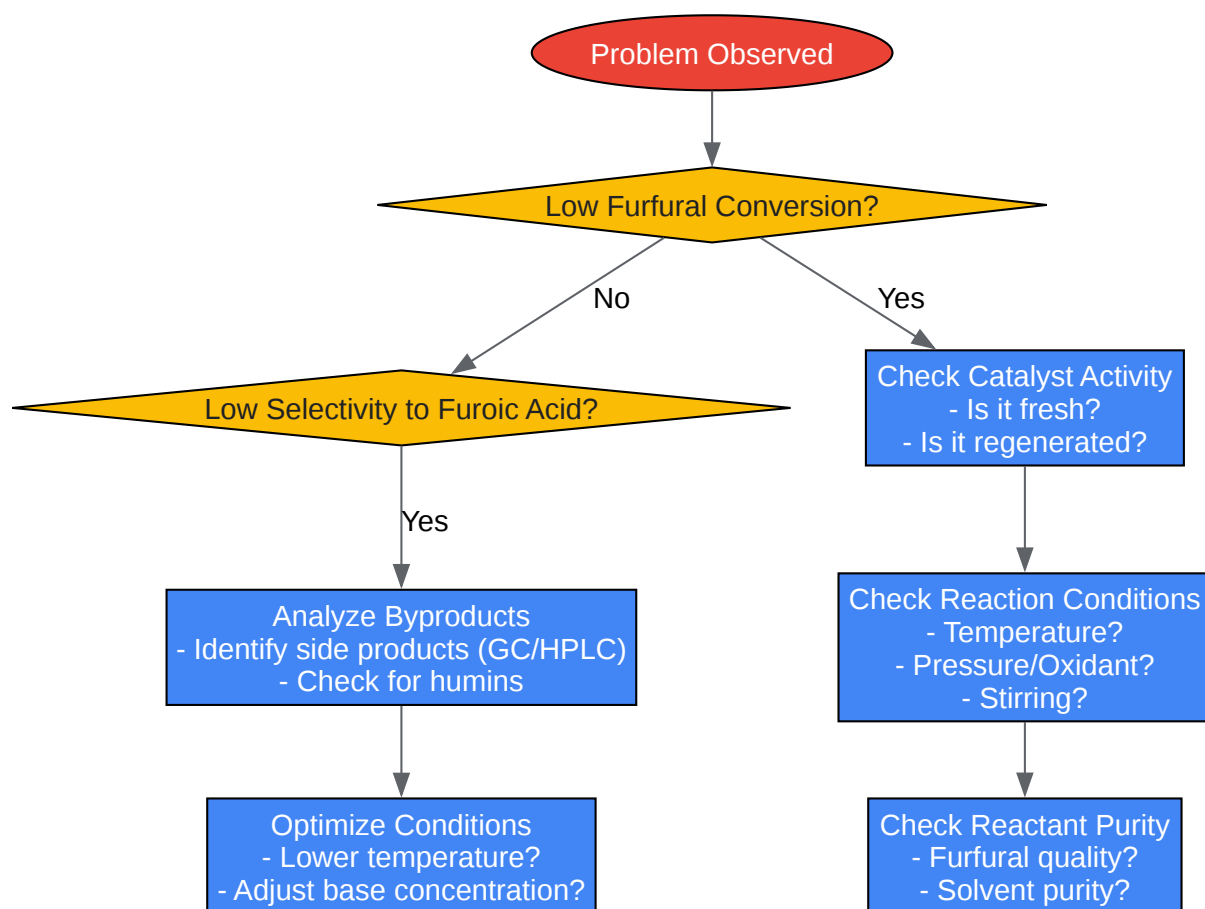 Problem Observed
Low Furfural Conversion?
No
Yes
Low Selectivity to Furoic Acid?
Check Catalyst Activity
- Is it fresh?
- Is it regenerated?
Yes
Analyze Byproducts
- Identify side products (GC/HPLC)
- Check for humins
Check Reaction Conditions
- Temperature?
- Pressure/Oxidant?
- Stirring?
Optimize Conditions
- Lower temperature?
- Adjust base concentration?
Check Reactant Purity
- Furfural quality?
- Solvent purity?